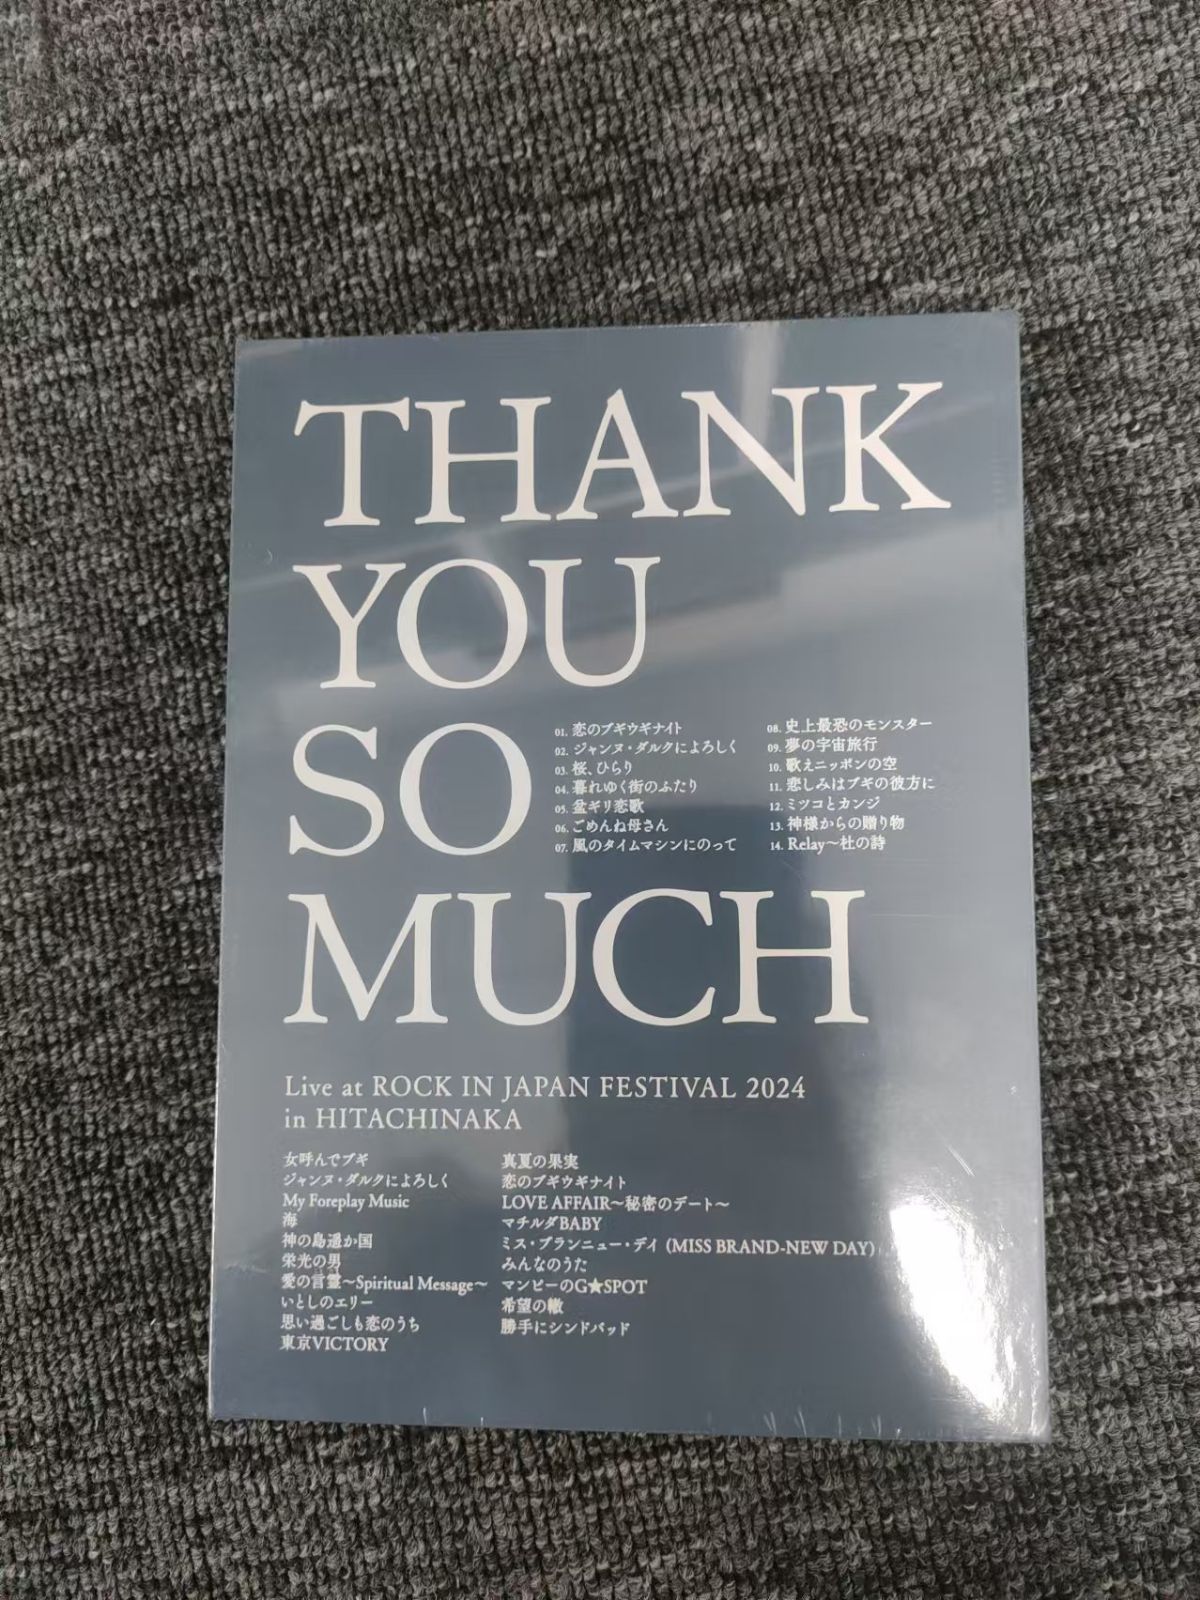 THANK
YOU
SO
MUCH
01. 恋のブギウギナイト
02. ジャンヌ・ダルクによろしく
03. 桜、ひらり
04. 暮れゆく街のふたり
05. 盆ギリ恋歌
06. ごめんね母さん
07. 風のタイムマシンにのって
08. 史上最恐のモンスター
09. 夢の宇宙旅行
10. 歌えニッポンの空
11. 悲しみはブギの彼方に
12. ミツコとカンジ
13. 神様からの贈り物
14. Relay〜杜の詩
Live at ROCK IN JAPAN FESTIVAL 2024
in HITACHINAKA
女呼んでブギ
ジャンヌ・ダルクによろしく
My Foreplay Music
海
神の島遥か国
栄光の男
愛の言霊〜Spiritual Message〜
いとしのエリー
思い過ごしも恋のうち
東京VICTORY
真夏の果実
恋のブギウギナイト
LOVE AFFAIR〜秘密のデート〜
マチルダBABY
ミス・ブランニュー・デイ (MISS BRAND-NEW DAY)
みんなのうた
マンピーのG★SPOT
希望の轍
勝手にシンドバッド